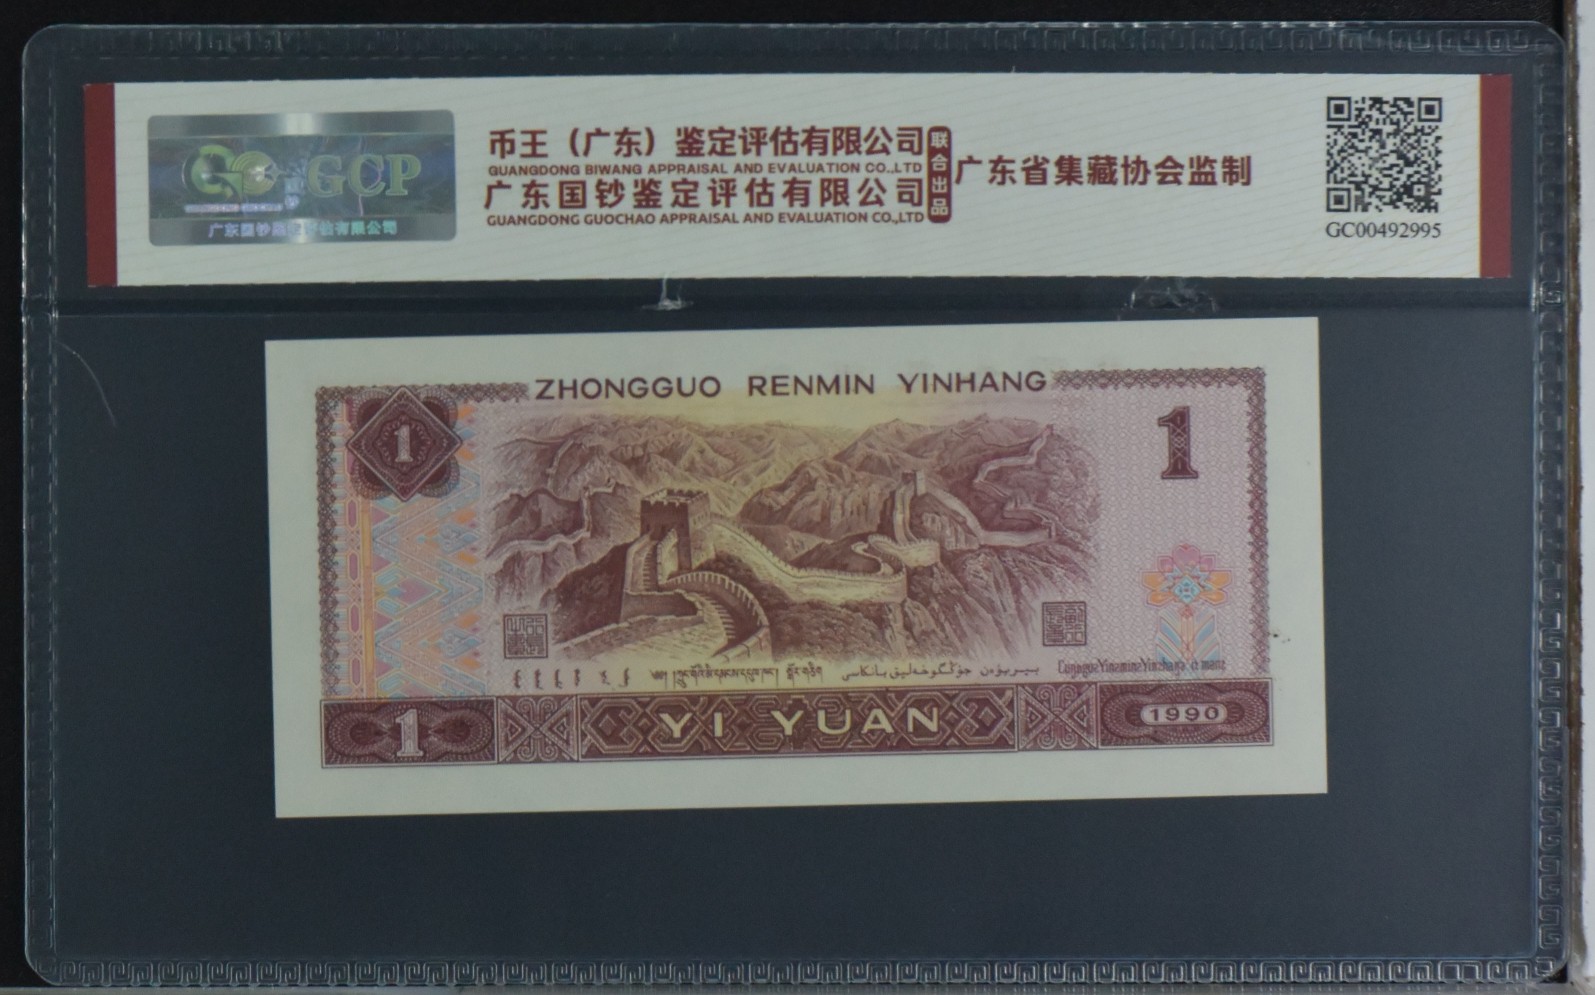 GCP
广东国钞鉴定评估有限公司
币王（广东）鉴定评估有限公司
GUANGDONG BIWANG APPRAISAL AND EVALUATION CO.,LTD
广东国钞鉴定评估有限公司
GUANGDONG GUOCHAO APPRAISAL AND EVALUATION CO.,LTD
联合出品
广东省集藏协会监制
GC00492995
ZHONGGUO RENMIN YINHANG
1
1
1
YI YUAN
1990